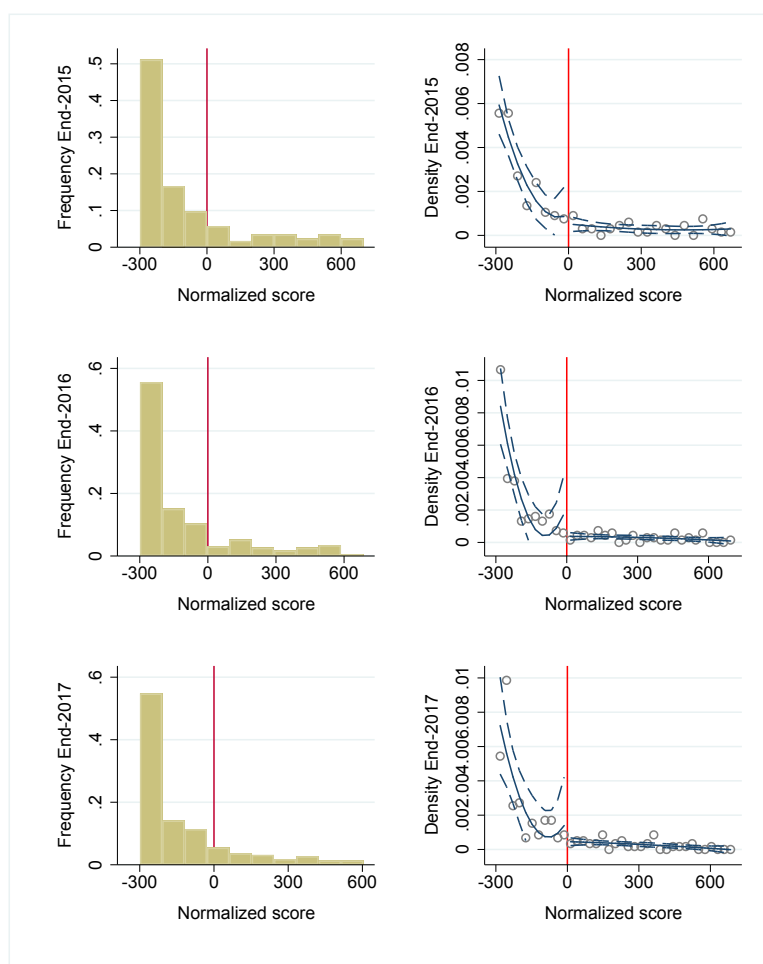 Frequency End-2015
.5
.4
.3
.2
.1
0
-300 0 300 600
Normalized score
Density End-2015
.008
.006
.004
.002
0
-300 0 300 600
Normalized score
Frequency End-2016
.6
.4
.2
0
-300 0 300 600
Normalized score
Density End-2016
0 .002.004.006.008 .01
-300 0 300 600
Normalized score
Frequency End-2017
.6
.4
.2
0
-300 0 300 600
Normalized score
Density End-2017
0 .002.004.006.008 .01
-300 0 300 600
Normalized score